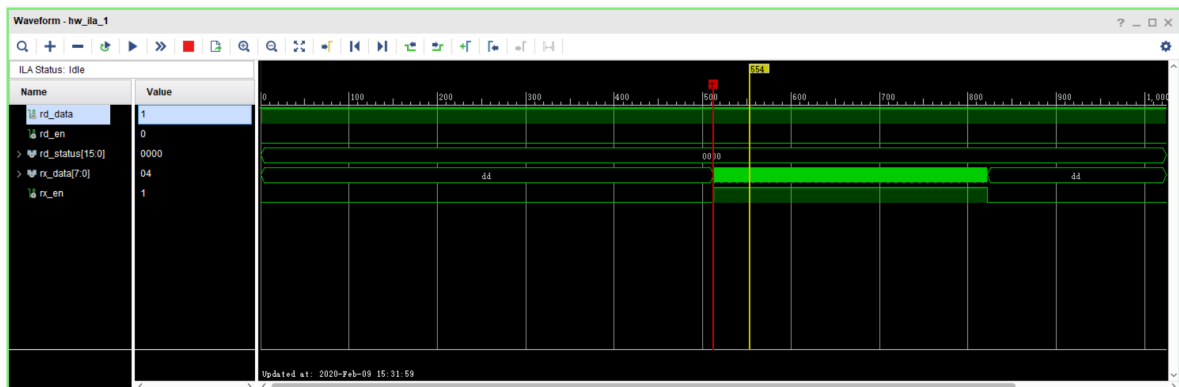 Waveform - hw_ila_1
ILA Status: Idle
Name Value
554
0 100 200 300 400 500 600 700 800 900 1,00
rd_data 1
rd_en 0
rd_status[15:0] 0000 0000
rx_data[7:0] 04 dd dd
rx_en 1
Updated at: 2020-Feb-09 15:31:59